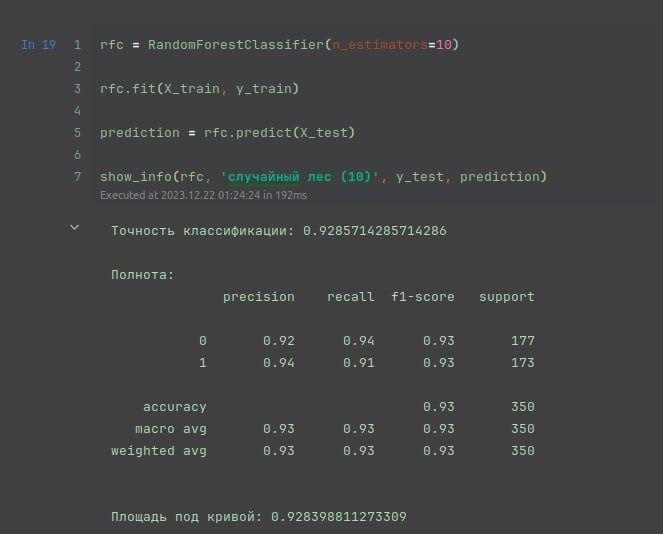 In 19 1 rfc = RandomForestClassifier(n_estimators=10)
2
3 rfc.fit(X_train, y_train)
4
5 prediction = rfc.predict(X_test)
6
7 show_info(rfc, 'случайный лес (10)', y_test, prediction)
Executed at 2023.12.22 01:24:24 in 192ms
Точность классификации: 0.9285714285714286
Полнота:
precision recall f1-score support
0 0.92 0.94 0.93 177
1 0.94 0.91 0.93 173
accuracy 0.93 350
macro avg 0.93 0.93 0.93 350
weighted avg 0.93 0.93 0.93 350
Площадь под кривой: 0.928398811273309